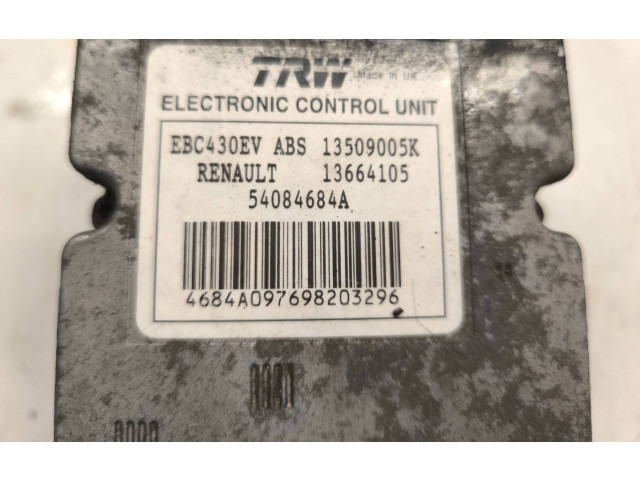 TRW Made in UK
ELECTRONIC CONTROL UNIT
EBC430EV ABS 13509005K
RENAULT 13664105
54084684A
4684A097698203296